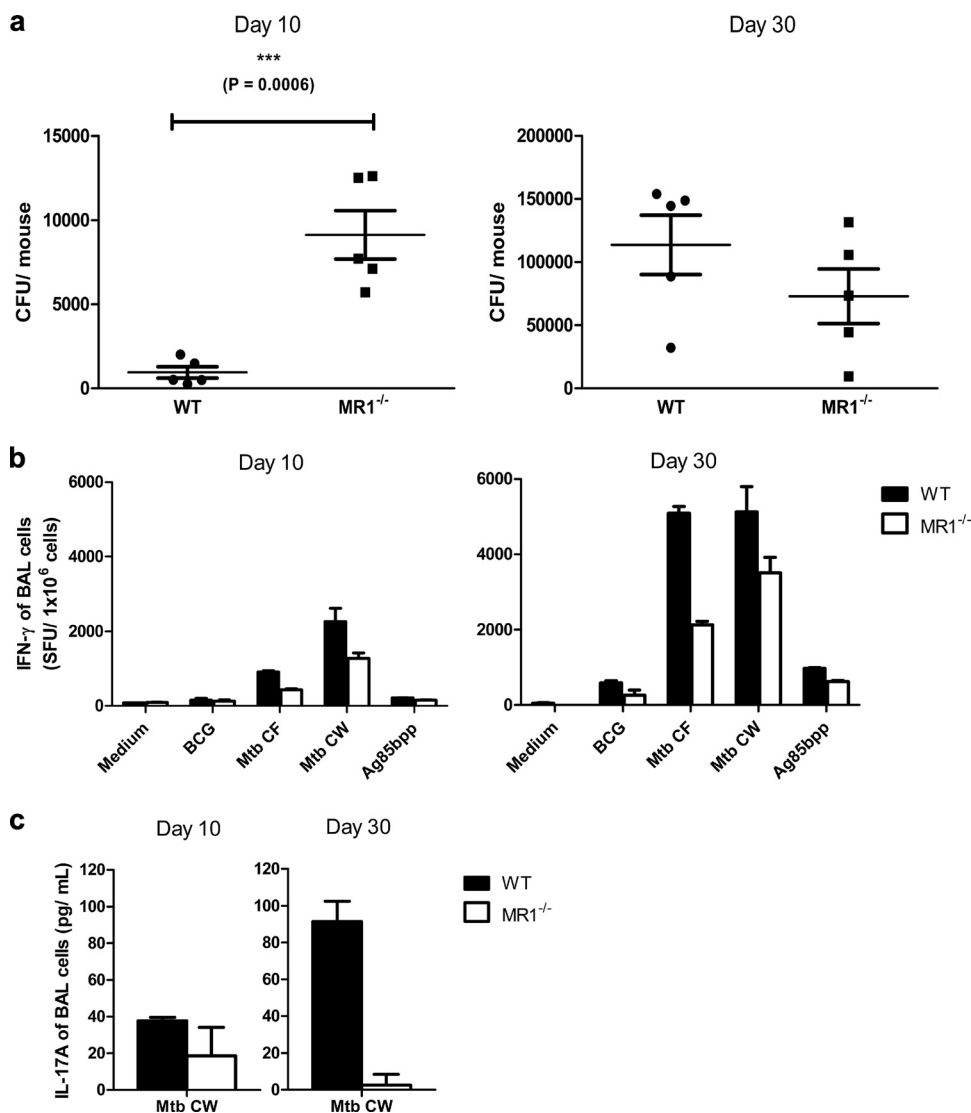 a
Day 10
***
(P = 0.0006)
CFU/ mouse
15000
10000
5000
0
WT
MR1-/-
Day 30
CFU/ mouse
200000
150000
100000
50000
0
WT
MR1-/-
b
Day 10
IFN-γ of BAL cells
(SFU/ 1x10⁶ cells)
6000
4000
2000
0
Medium
BCG
Mtb CF
Mtb CW
Ag85bpp
Day 30
6000
4000
2000
0
Medium
BCG
Mtb CF
Mtb CW
Ag85bpp
WT
MR1-/-
c
Day 10
IL-17A of BAL cells (pg/ mL)
120
100
80
60
40
20
0
Mtb CW
Day 30
120
100
80
60
40
20
0
Mtb CW
WT
MR1-/-